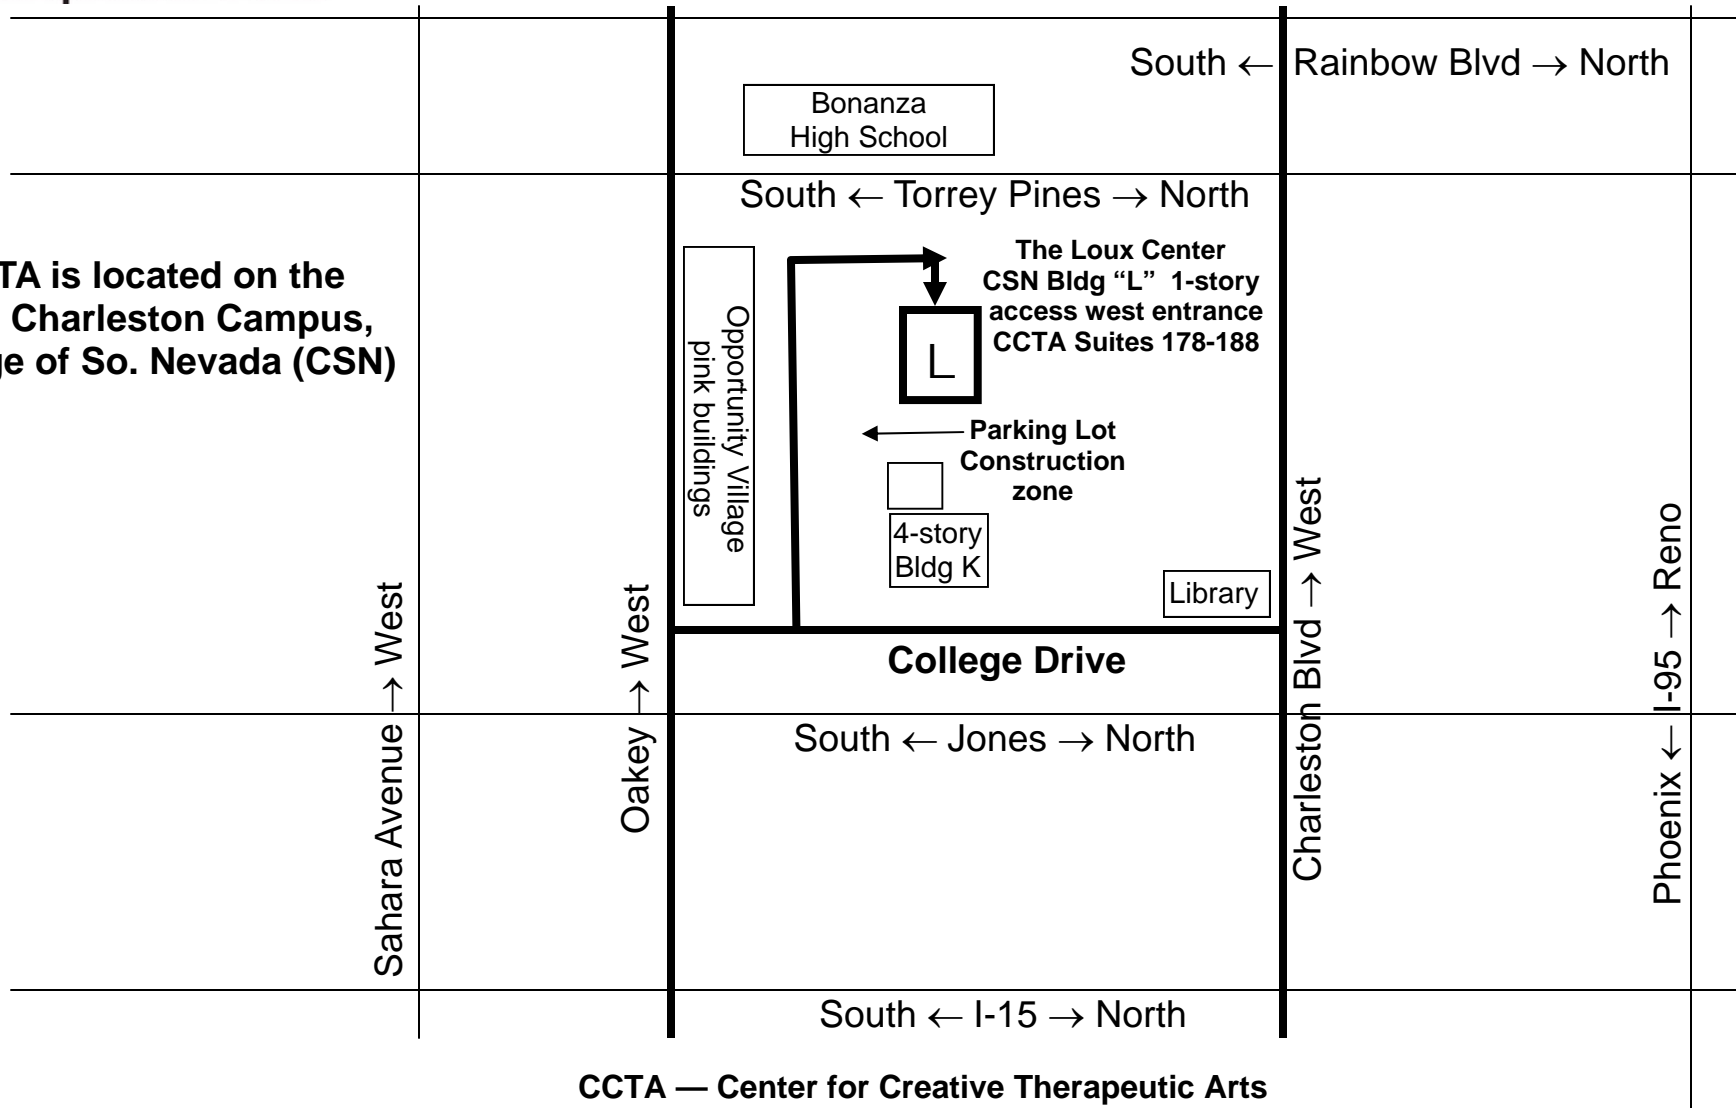 South ← Rainbow Blvd → North
Bonanza
High School
South ← Torrey Pines → North
TA is located on the
Charleston Campus,
ge of So. Nevada (CSN)
The Loux Center
CSN Bldg “L” 1-story
access west entrance
CCTA Suites 178-188
L
Opportunity Village
pink buildings
Parking Lot
Construction
zone
4-story
Bldg K
Library
College Drive
Sahara Avenue → West
Oakey → West
Charleston Blvd → West
Phoenix ← I-95 → Reno
South ← Jones → North
South ← I-15 → North
CCTA — Center for Creative Therapeutic Arts